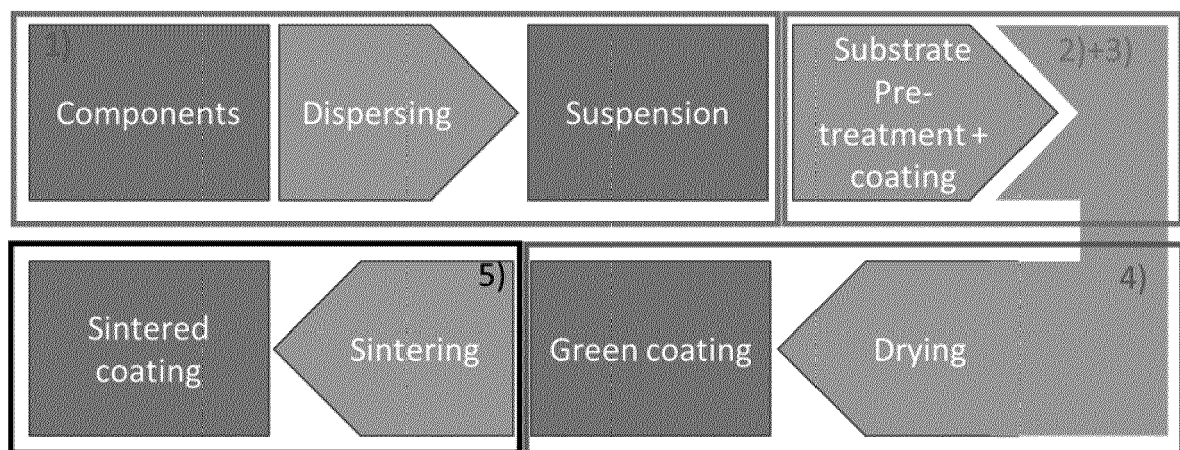 1)
Components
Dispersing
Suspension
Substrate
Pre-
treatment +
coating
2)+3)
Sintered
coating
5)
Sintering
Green coating
Drying
4)